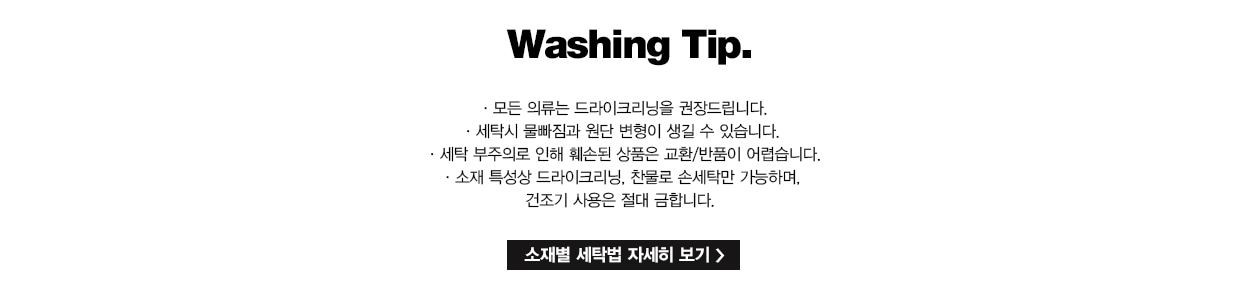 Washing Tip.
· 모든 의류는 드라이크리닝을 권장드립니다.
· 세탁시 물빠짐과 원단 변형이 생길 수 있습니다.
· 세탁 부주의로 인해 훼손된 상품은 교환/반품이 어렵습니다.
· 소재 특성상 드라이크리닝, 찬물로 손세탁만 가능하며,
건조기 사용은 절대 금합니다.
소재별 세탁법 자세히 보기 >